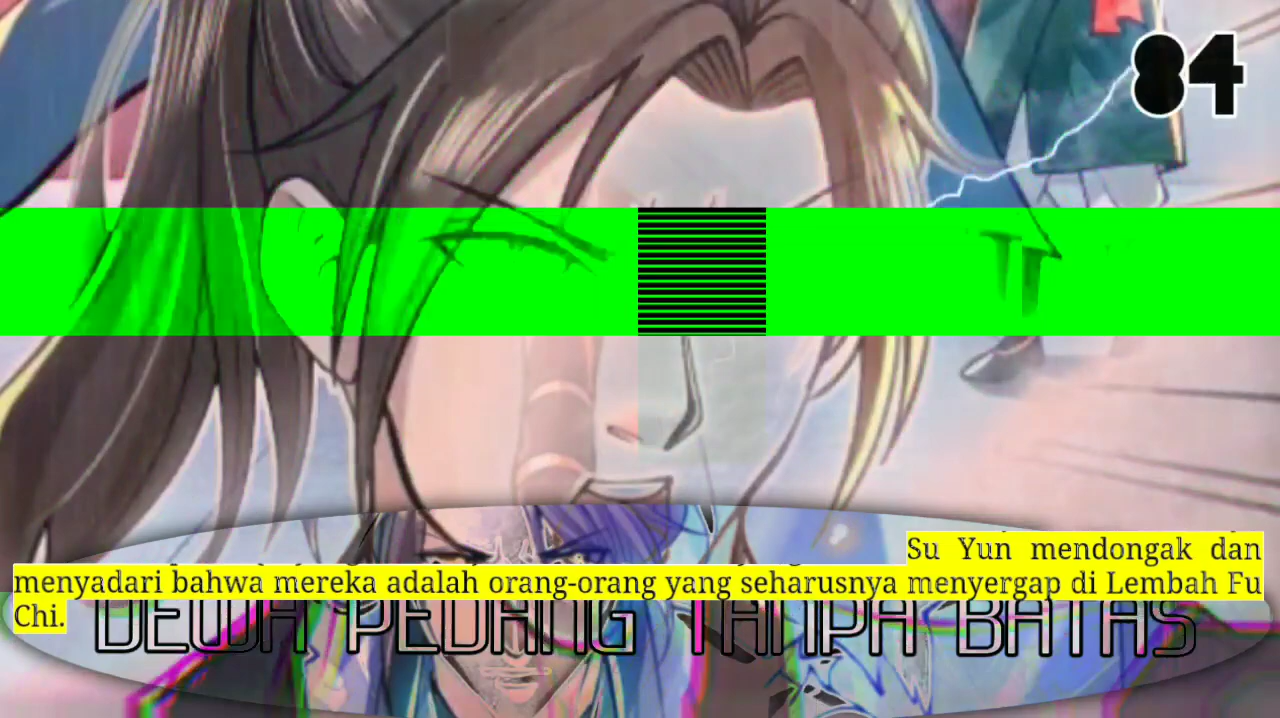 84
Su Yun mendongak dan
menyadari bahwa mereka adalah orang-orang yang seharusnya menyergap di Lembah Fu
Chi.
DEWA PEDANG TANPA BATAS